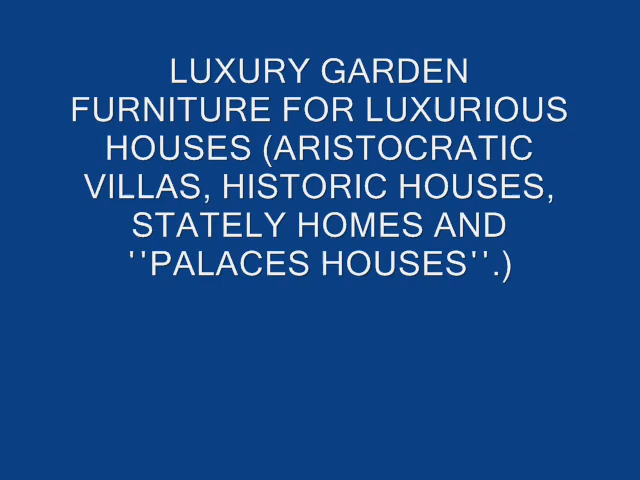 LUXURY GARDEN
FURNITURE FOR LUXURIOUS
HOUSES (ARISTOCRATIC
VILLAS, HISTORIC HOUSES,
STATELY HOMES AND
''PALACES HOUSES''.)